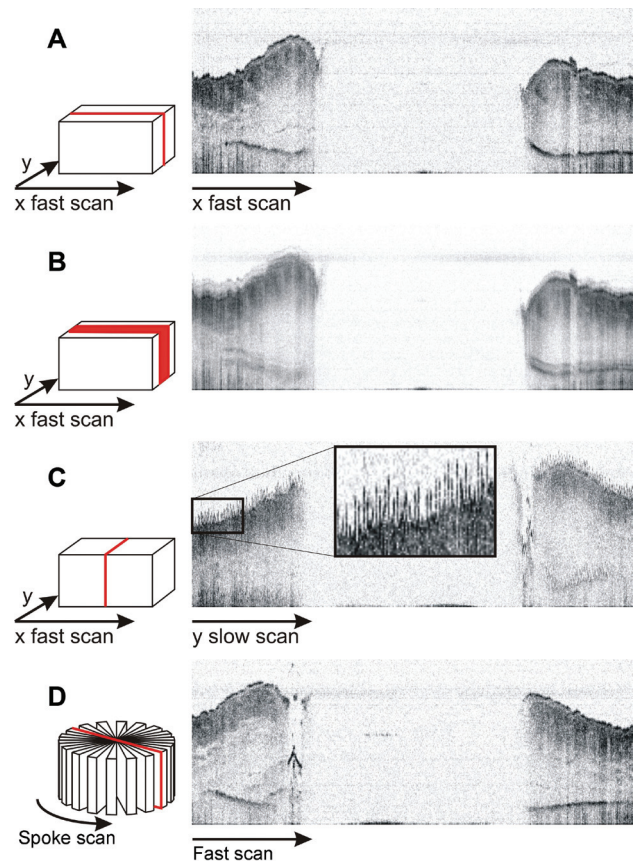 A
y
x fast scan
x fast scan
B
y
x fast scan
C
y
x fast scan
y slow scan
D
Spoke scan
Fast scan